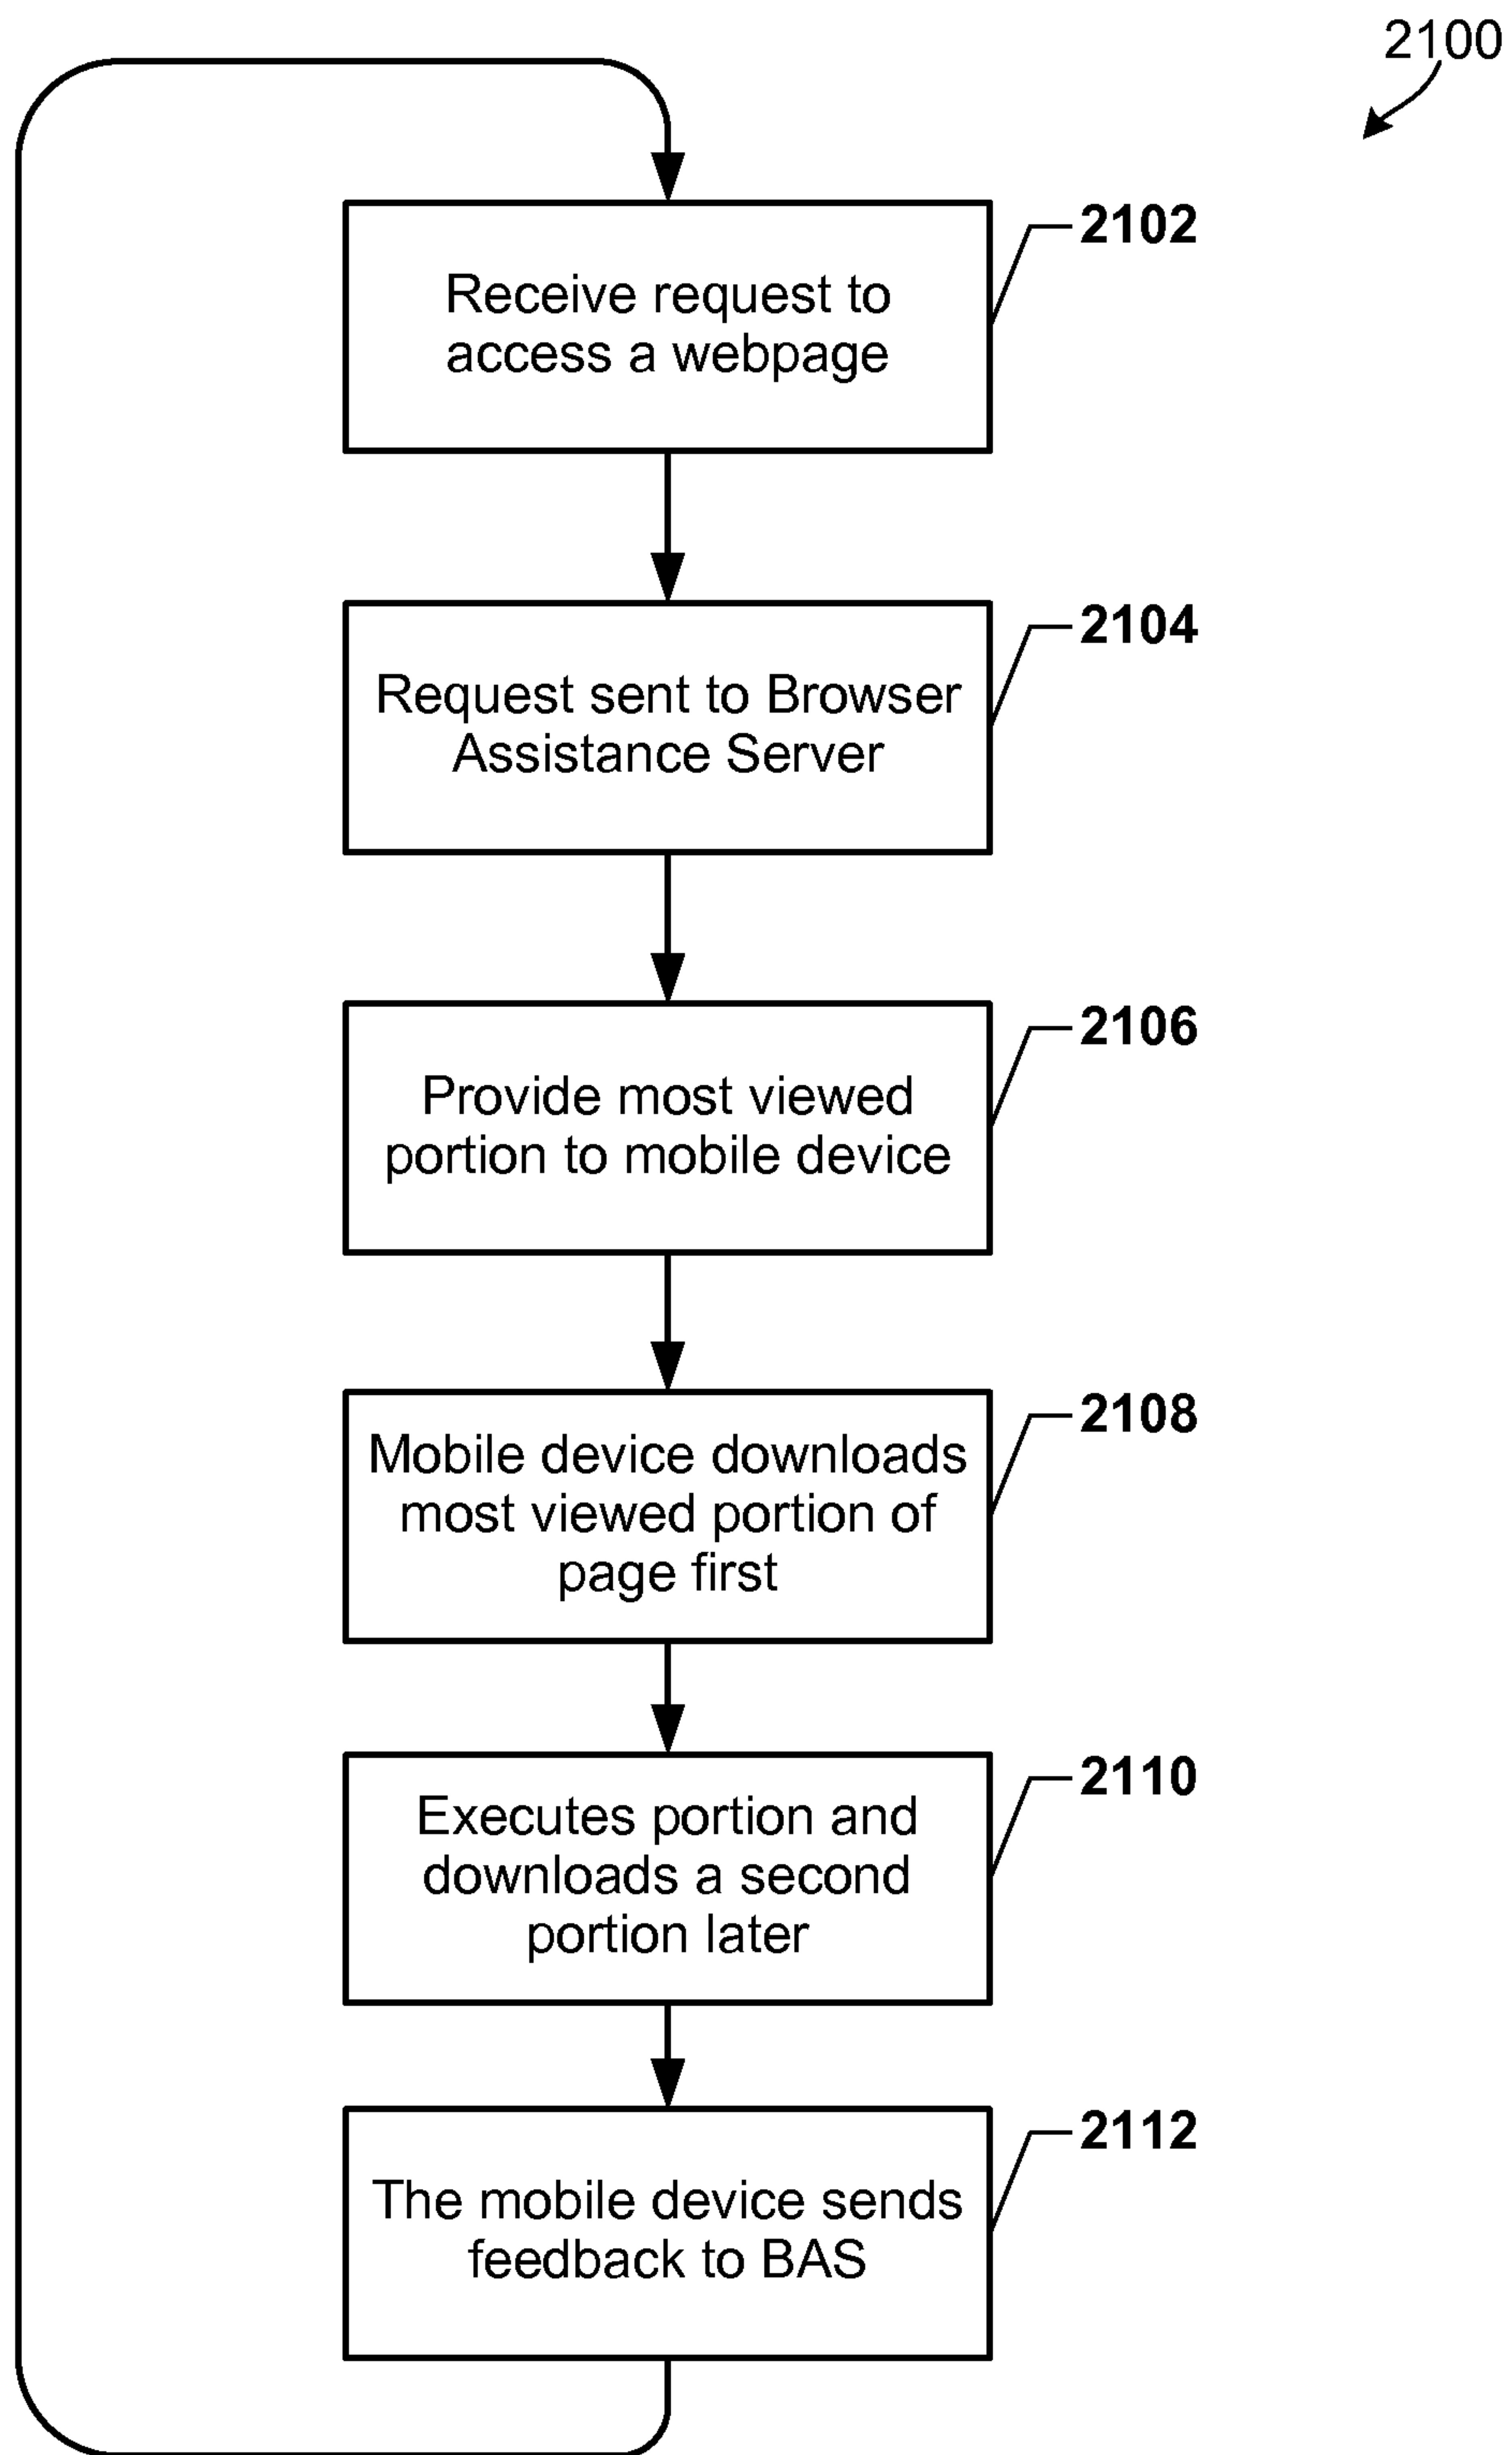 2100
2102
Receive request to
access a webpage
2104
Request sent to Browser
Assistance Server
2106
Provide most viewed
portion to mobile device
2108
Mobile device downloads
most viewed portion of
page first
2110
Executes portion and
downloads a second
portion later
2112
The mobile device sends
feedback to BAS